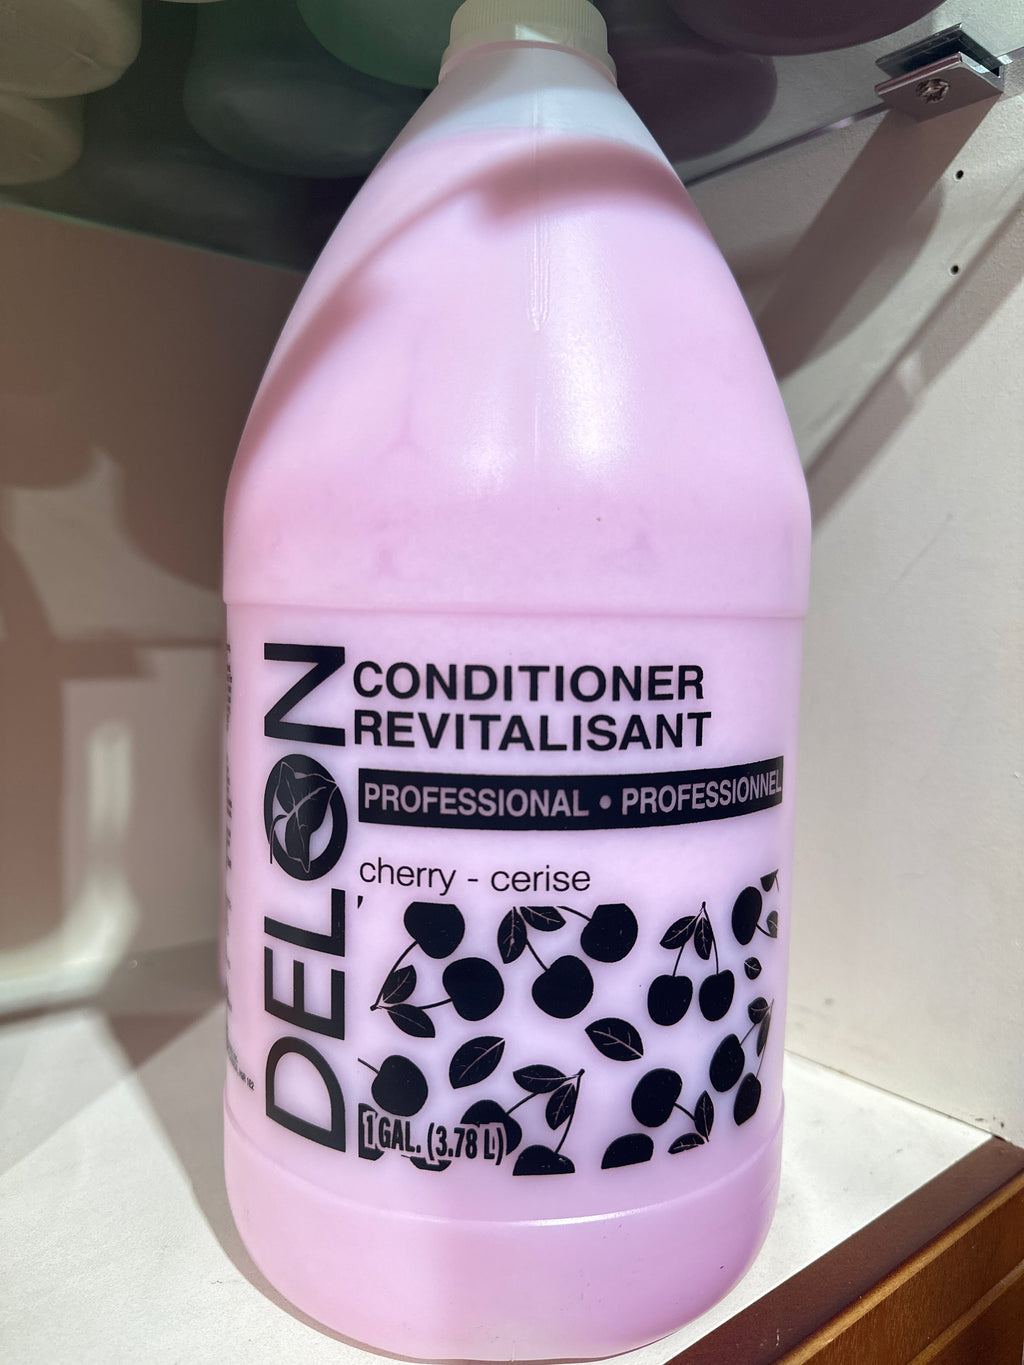 DELON
CONDITIONER
REVITALISANT
PROFESSIONAL • PROFESSIONNEL
cherry - cerise
1 GAL. (3.78 L)